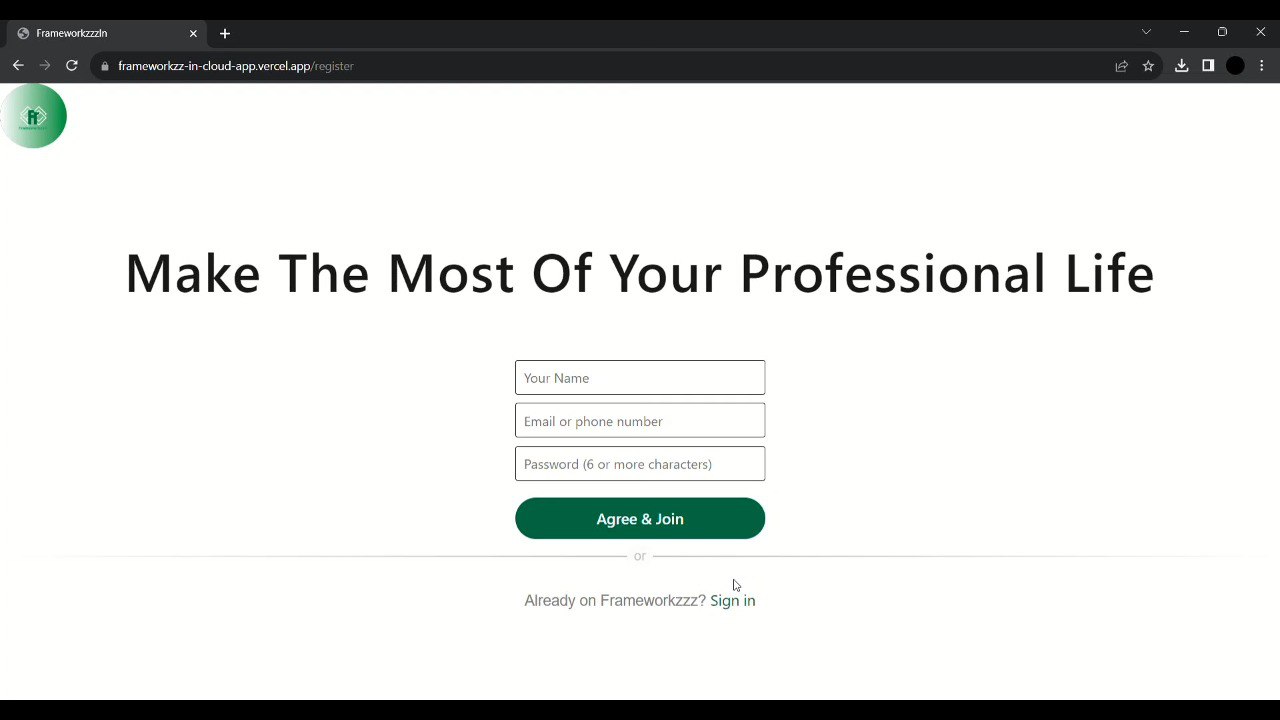 FrameworkzzIn
frameworkzz-in-cloud-app.vercel.app/register
Make The Most Of Your Professional Life
Your Name
Email or phone number
Password (6 or more characters)
Agree & Join
or
Already on Frameworkzzz? Sign in